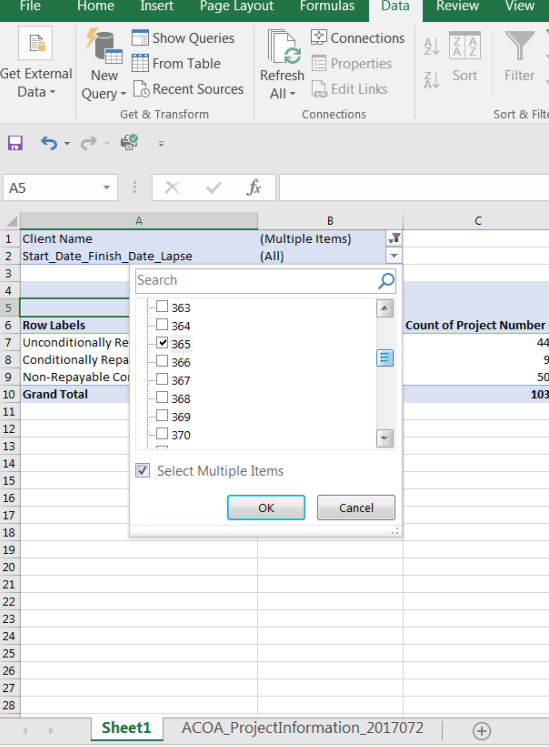 File Home Insert Page Layout Formulas Data Review View
Show Queries
From Table
Recent Sources
Get External
Data
New
Query
Get & Transform
Refresh
All
Connections
Properties
Edit Links
Connections
A Z
Z A
Z A
A Z
Sort
Filter
Sort & Filte
A5
fx
A B C
1 Client Name (Multiple Items)
2 Start_Date_Finish_Date_Lapse (All)
3
4
5
6 Row Labels Count of Project Number
7 Unconditionally Re 44
8 Conditionally Repa 9
9 Non-Repayable Co 50
10 Grand Total 103
11
12
13
14
15
16
17
18
19
20
21
22
23
24
25
26
27
28
Search
363
364
365
366
367
368
369
370
Select Multiple Items
OK Cancel
Sheet1 ACOA_ProjectInformation_2017072